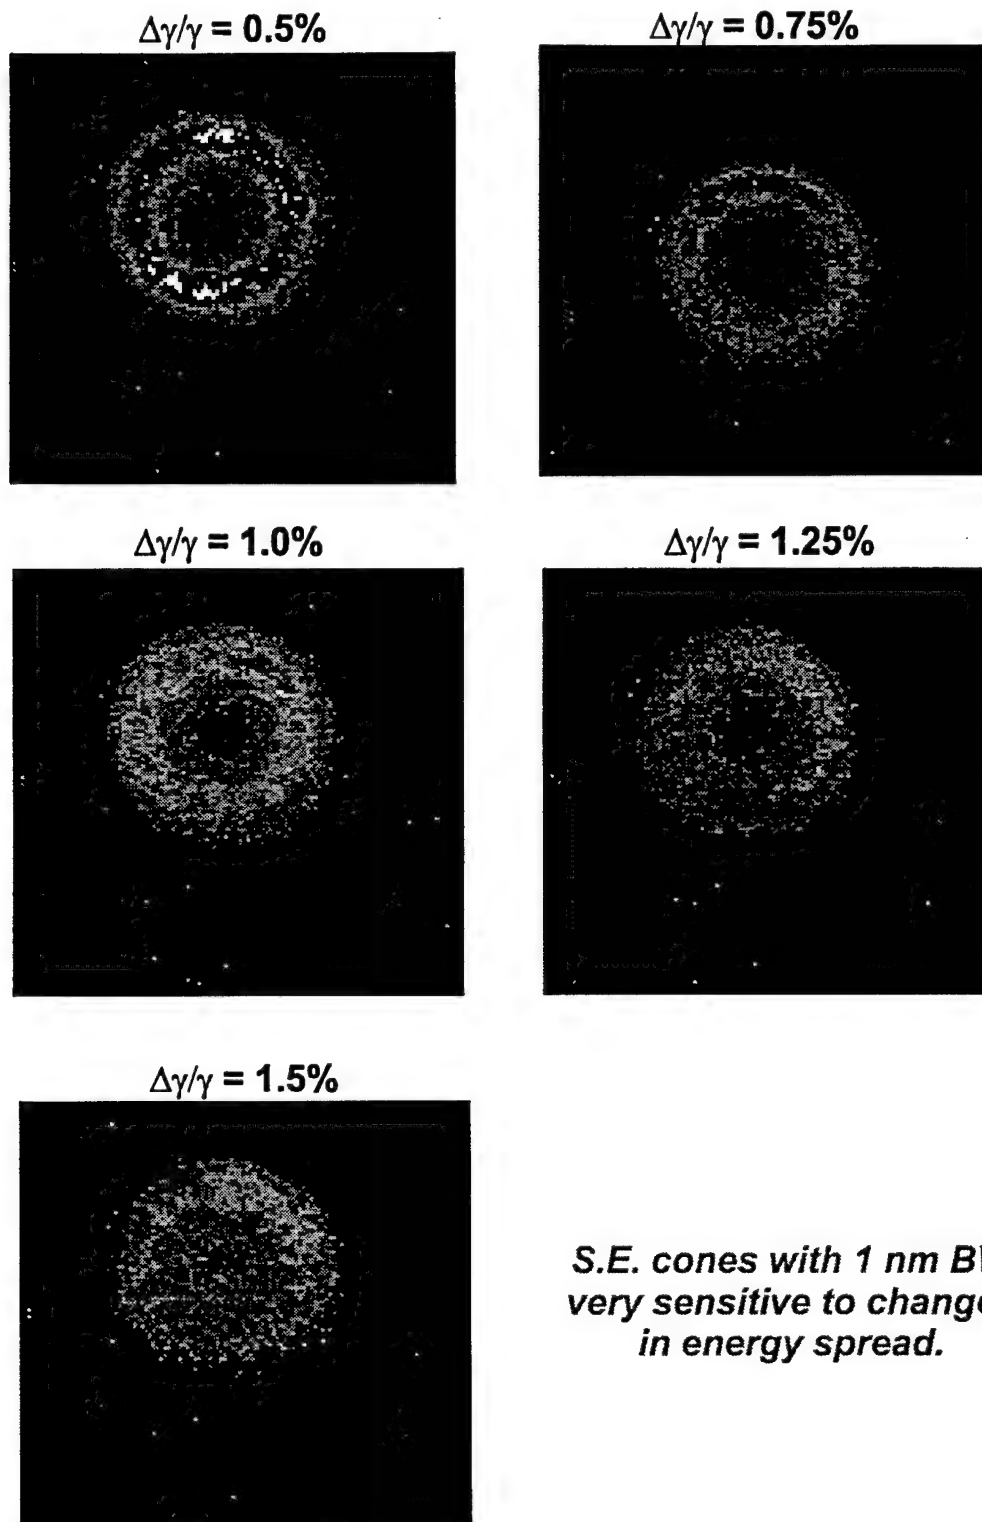 Δγ/γ = 0.5%
Δγ/γ = 0.75%
Δγ/γ = 1.0%
Δγ/γ = 1.25%
Δγ/γ = 1.5%
S.E. cones with 1 nm B
very sensitive to change
in energy spread.